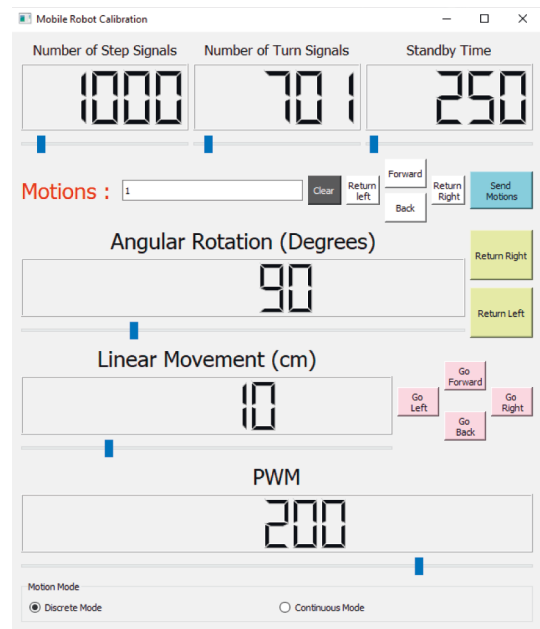 Mobile Robot Calibration
Number of Step Signals Number of Turn Signals Standby Time
1000 701 250
Motions : 1 Clear Return left Forward Back Return Right Send Motions
Angular Rotation (Degrees)
90
Return Right
Return Left
Linear Movement (cm)
10
Go Forward
Go Left
Go Right
Go Back
PWM
200
Motion Mode
Discrete Mode Continuous Mode